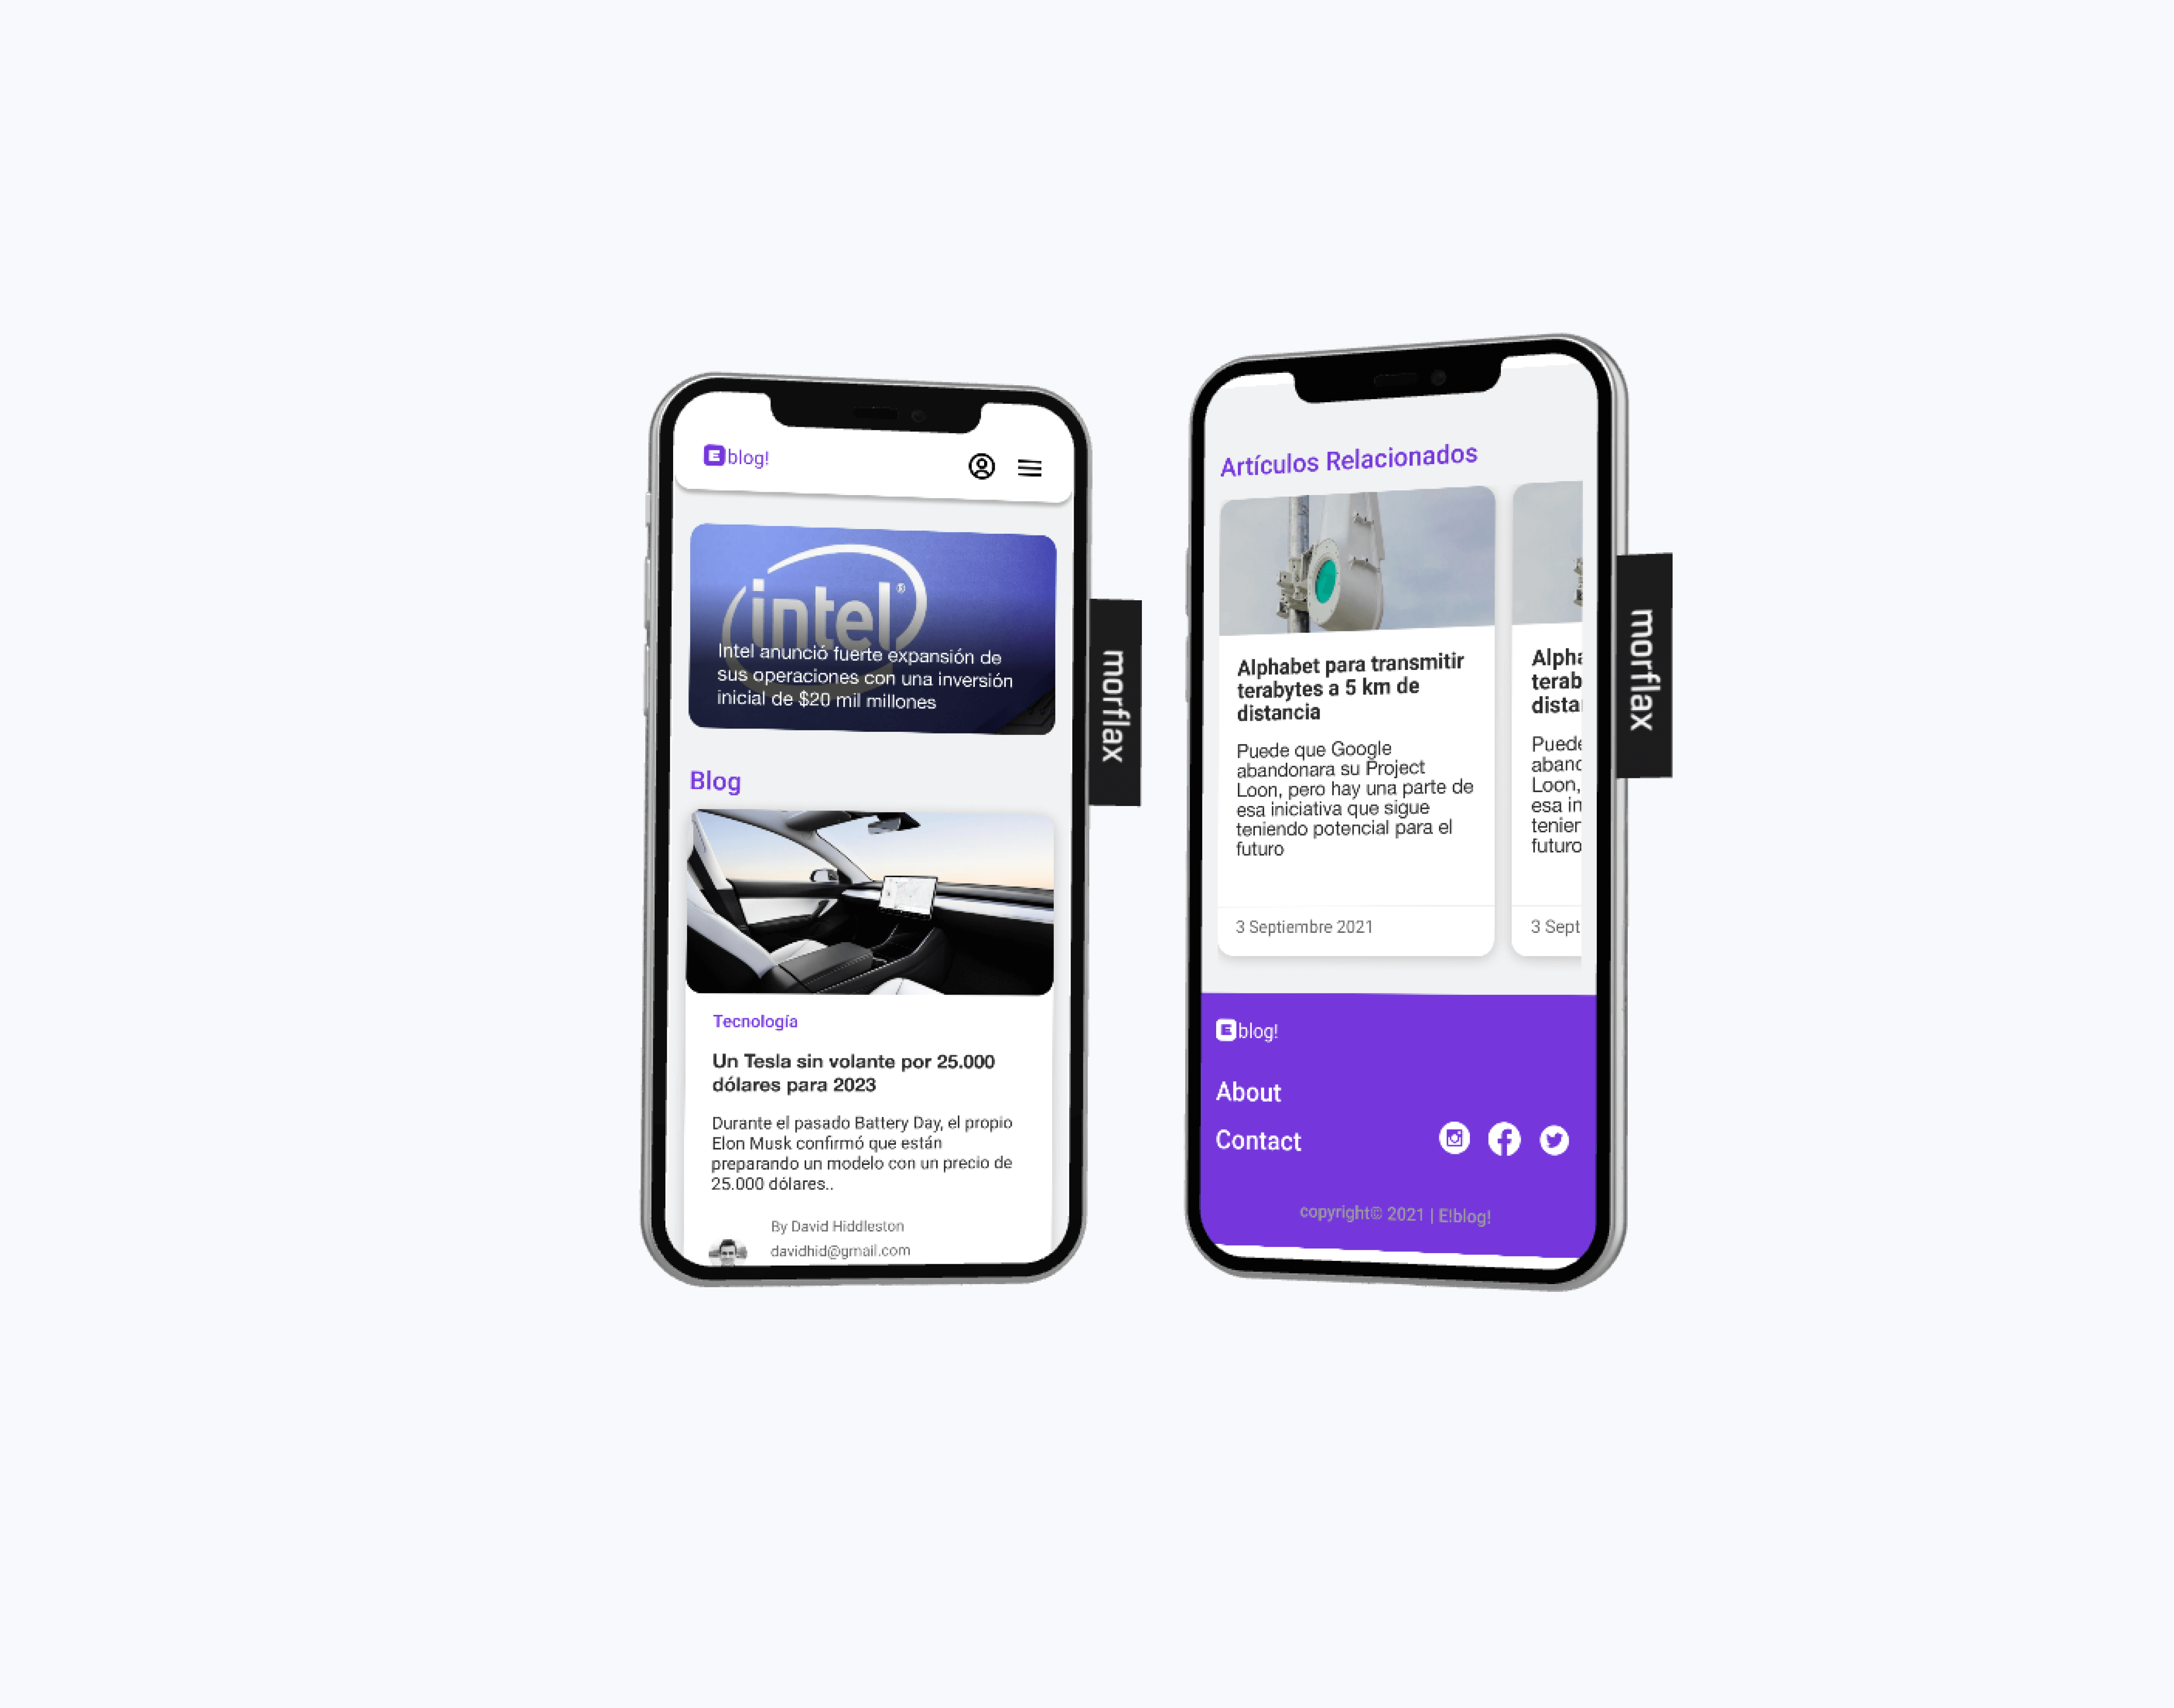 E blog!
intel®
Intel anunció fuerte expansión de
sus operaciones con una inversión
inicial de $20 mil millones
Blog
Tecnología
Un Tesla sin volante por 25.000
dólares para 2023
Durante el pasado Battery Day, el propio
Elon Musk confirmó que están
preparando un modelo con un precio de
25.000 dólares..
By David Hiddleston
davidhid@gmail.com
morflax
Artículos Relacionados
Alphabet para transmitir
terabytes a 5 km de
distancia
Puede que Google
abandonara su Project
Loon, pero hay una parte de
esa iniciativa que sigue
teniendo potencial para el
futuro
3 Septiembre 2021
Alpha
terab
dista
Puede
abanc
Loon,
esa in
tenier
futuro
3 Sept
E blog!
About
Contact
copyright© 2021 | E!blog!
morflax